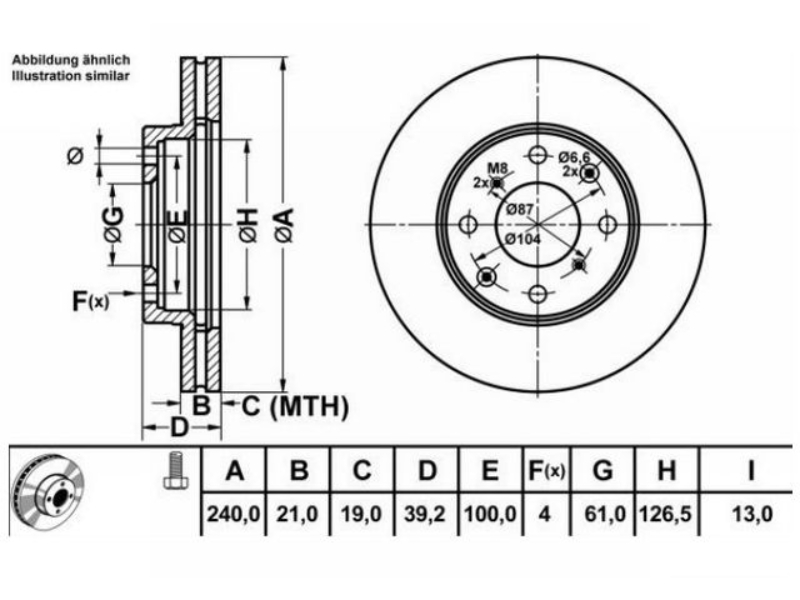 Abbildung ähnlich
Illustration similar
Ø
ØG
ØE
ØH
ØA
F(x)
B
C (MTH)
D
M8
2x
Ø6,6
2x
Ø87
Ø104
A B C D E F(x) G H I
240,0 21,0 19,0 39,2 100,0 4 61,0 126,5 13,0